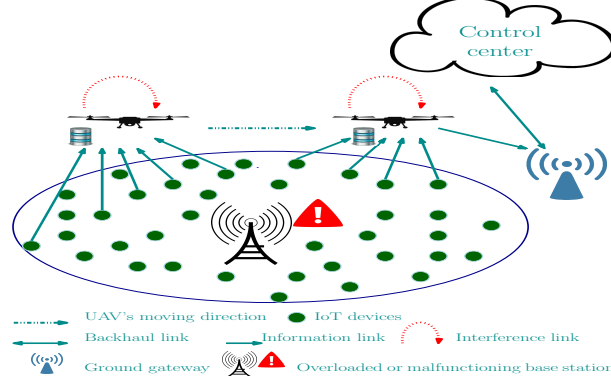 Control
center
UAV's moving direction
IoT devices
Backhaul link
Information link
Interference link
Ground gateway
Overloaded or malfunctioning base station